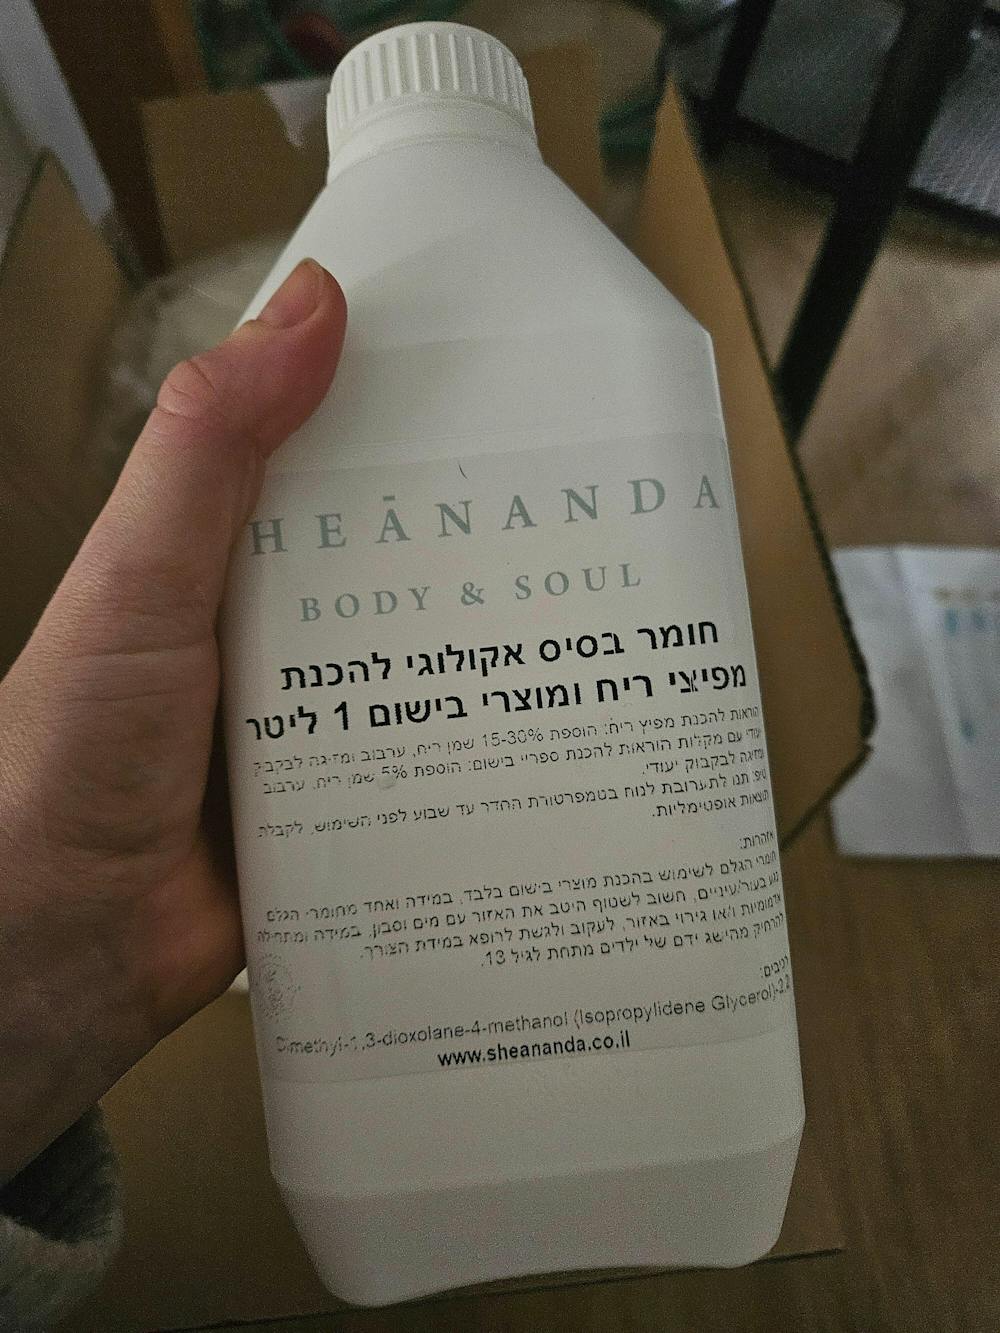 HEĀNANDA
BODY & SOUL
חומר בסיס אקולוגי להכנת
מפיצי ריח ומוצרי בישום 1 ליטר
הוראות להכנת מפיץ ריח: הוספת 15-30% שמן ריח, ערבוב ומזיגה לבקבוק
יעודי עם מקלות הוראות להכנת ספריי בישום: הוספת 5% שמן ריח, ערבוב
ומזיגה לבקבוק יעודי.
טיפ: תנו לתערובת לנוח בטמפרטורת החדר עד שבוע לפני השימוש, לקבלת
תוצאות אופטימליות.
אזהרות:
חומרי הגלם לשימוש בהכנת מוצרי בישום בלבד, במידה ואחד מחומרי הגלם
נגע בעור/עיניים, חשוב לשטוף היטב את האזור עם מים וסבון, במידה ומתחילה
אדמומיות ו/או גירוי באזור, לעקוב ולגשת לרופא במידת הצורך.
להרחיק מהישג ידם של ילדים מתחת לגיל 13.
רכיבים:
Dimethyl-1,3-dioxolane-4-methanol (Isopropylidene Glycerol)-2,2
www.sheananda.co.il